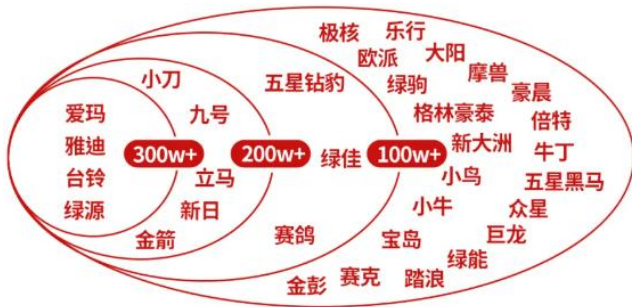 极核 乐行
欧派 大阳
小刀 五星钻豹 绿驹 摩兽
豪晨
爱玛 九号 格林豪泰 倍特
雅迪 300w+ 200w+ 绿佳 100w+ 新大洲 牛丁
台铃 立马 小鸟 五星黑马
绿源 新日 小牛 众星
金箭 赛鸽 宝岛 巨龙
绿能
金彭 赛克 踏浪